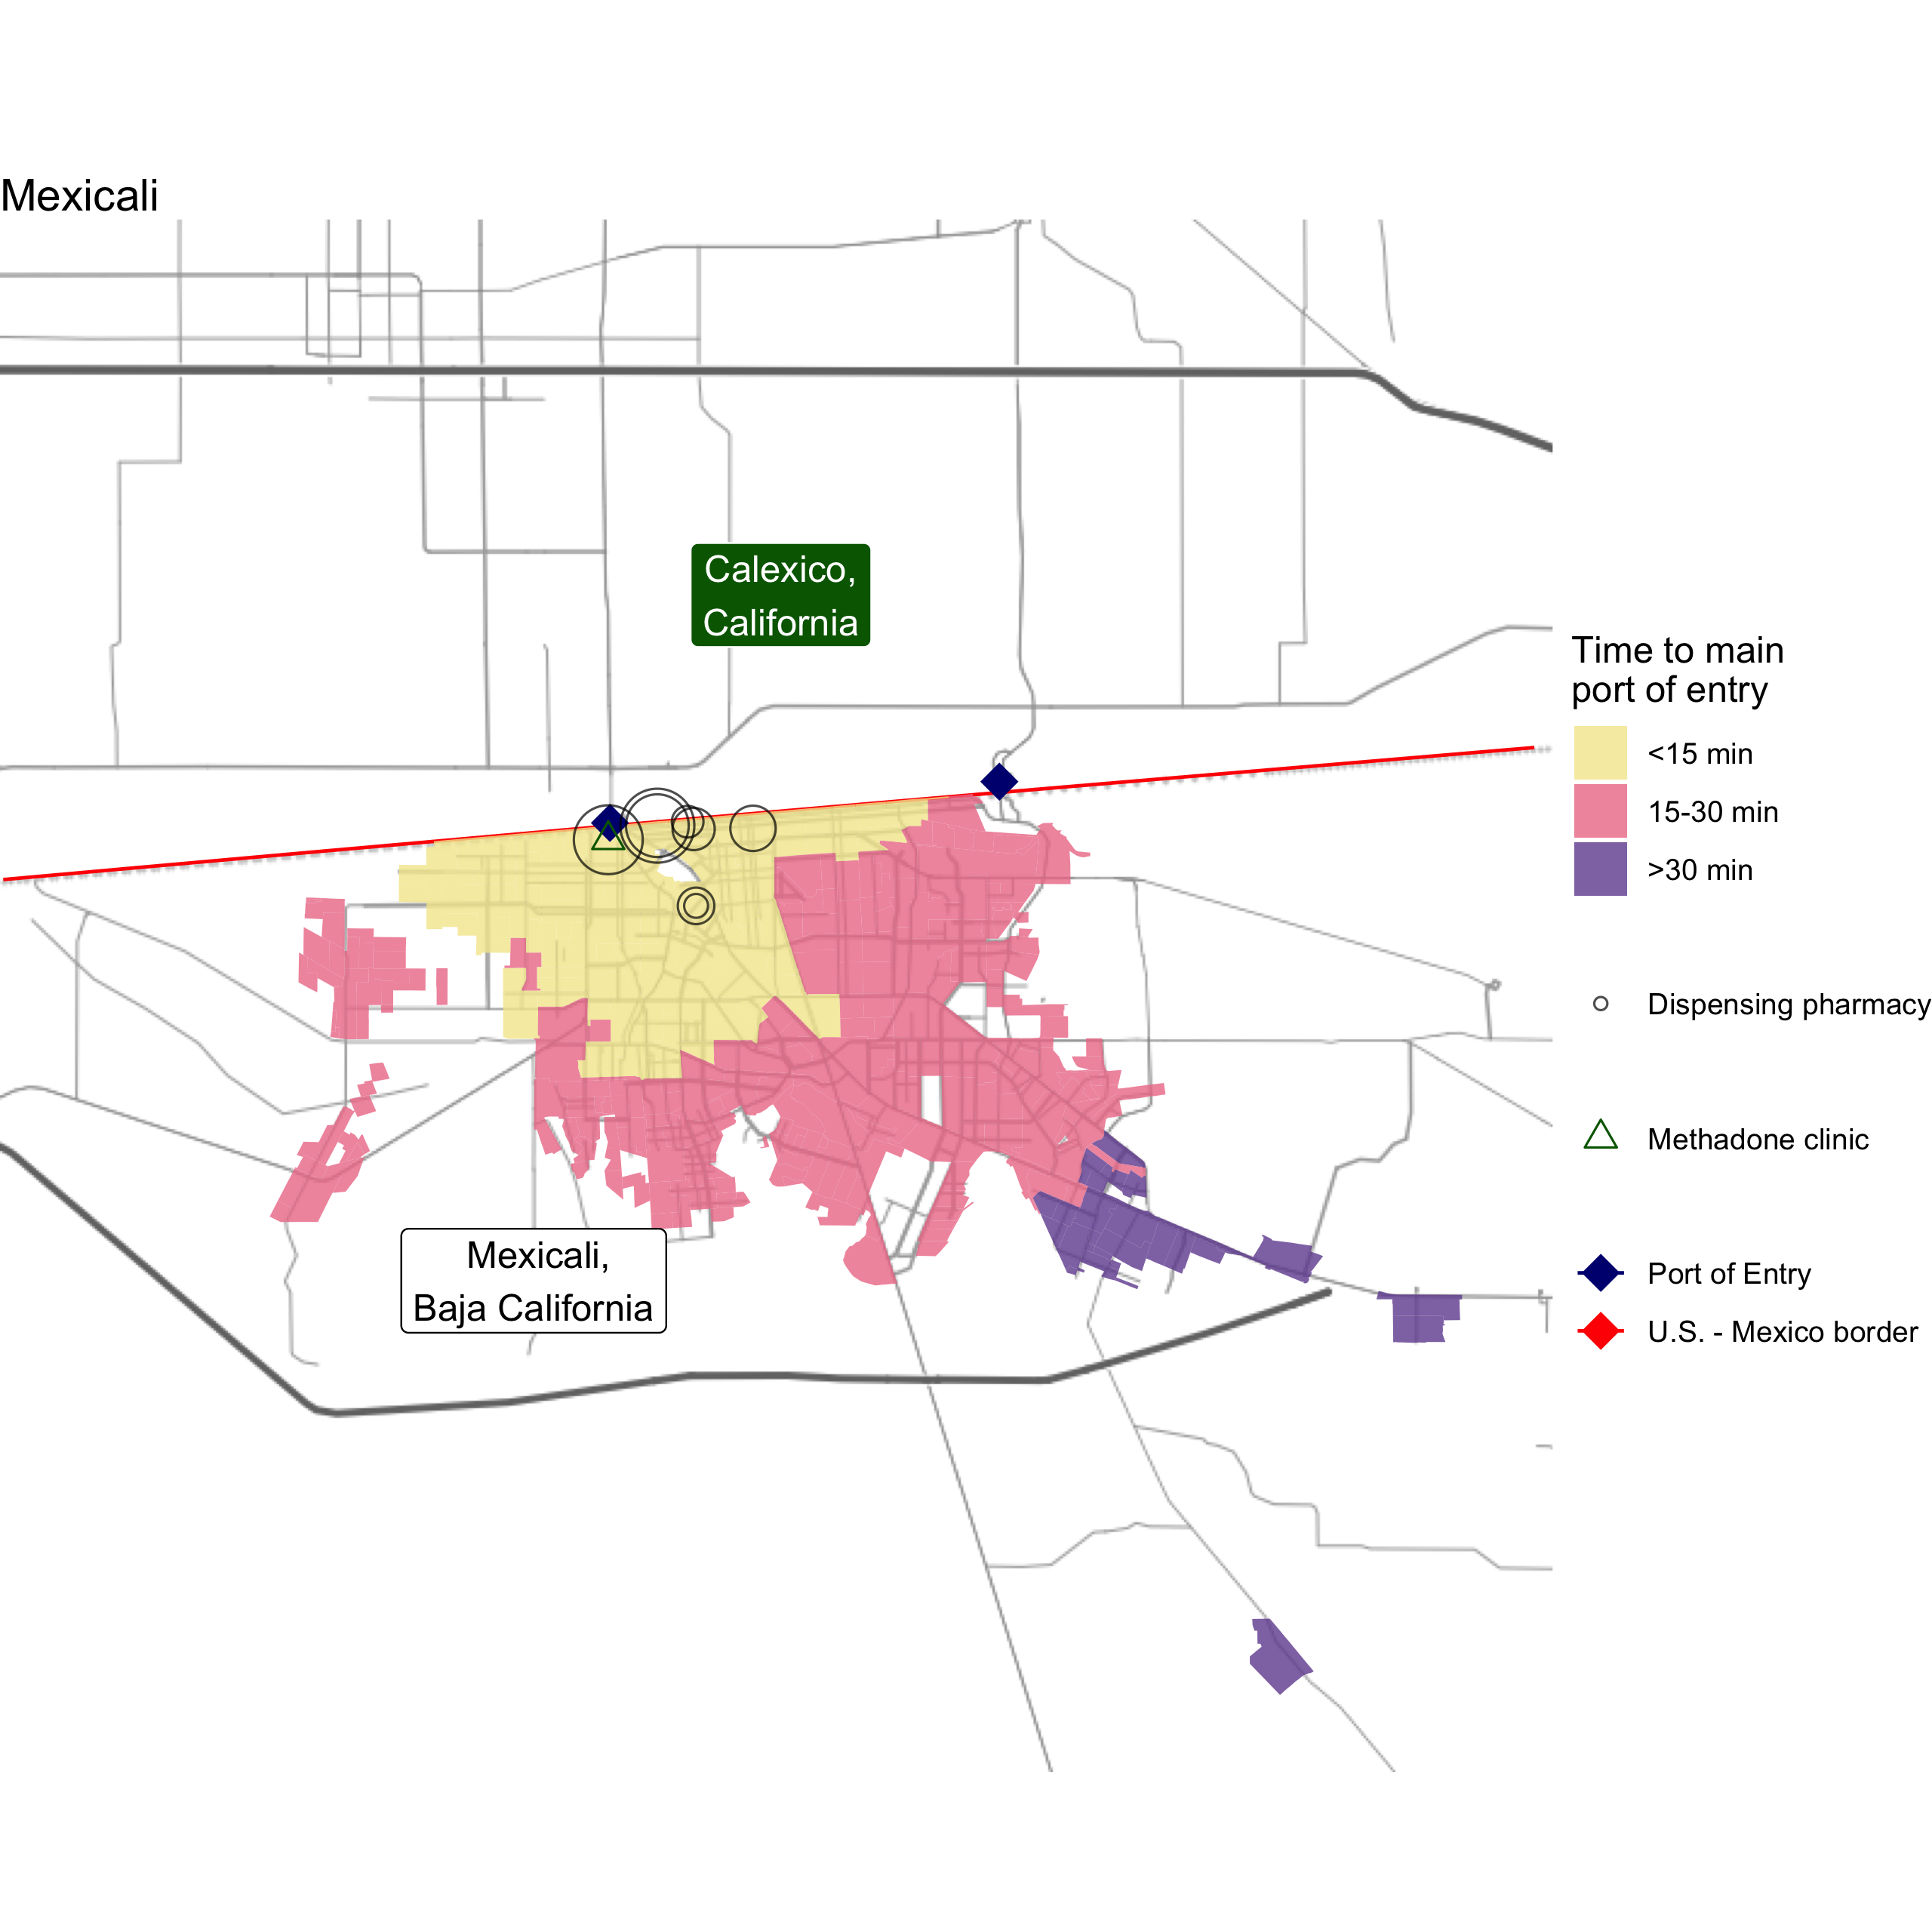 Mexicali
Calexico,
California
Mexicali,
Baja California
Time to main
port of entry
<15 min
15-30 min
>30 min
Dispensing pharmacy
Methadone clinic
Port of Entry
U.S. - Mexico border